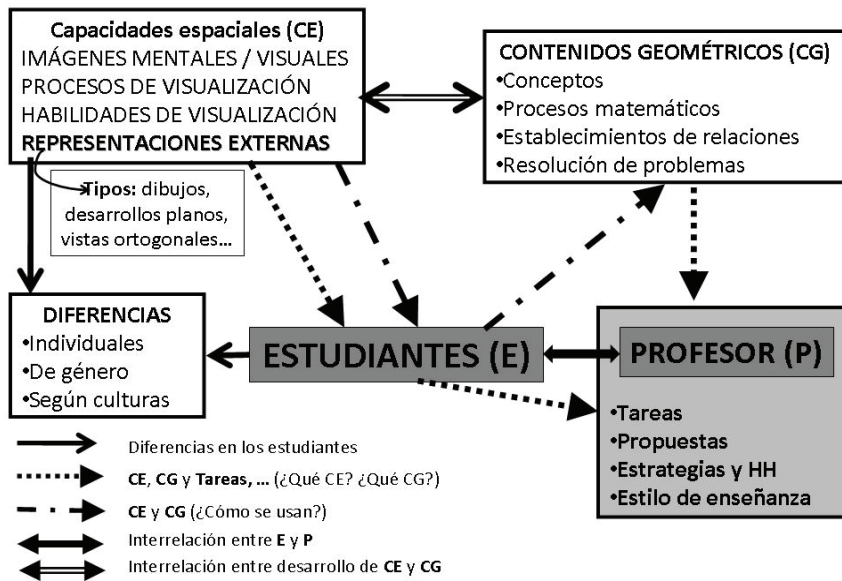 Capacidades espaciales (CE)
IMÁGENES MENTALES / VISUALES
PROCESOS DE VISUALIZACIÓN
HABILIDADES DE VISUALIZACIÓN
REPRESENTACIONES EXTERNAS
Tipos: dibujos,
desarrollos planos,
vistas ortogonales...
CONTENIDOS GEOMÉTRICOS (CG)
•Conceptos
•Procesos matemáticos
•Establecimientos de relaciones
•Resolución de problemas
DIFERENCIAS
•Individuales
•De género
•Según culturas
ESTUDIANTES (E)
PROFESOR (P)
•Tareas
•Propuestas
•Estrategias y HH
•Estilo de enseñanza
Diferencias en los estudiantes
CE, CG y Tareas, ... (¿Qué CE? ¿Qué CG?)
CE y CG (¿Cómo se usan?)
Interrelación entre E y P
Interrelación entre desarrollo de CE y CG